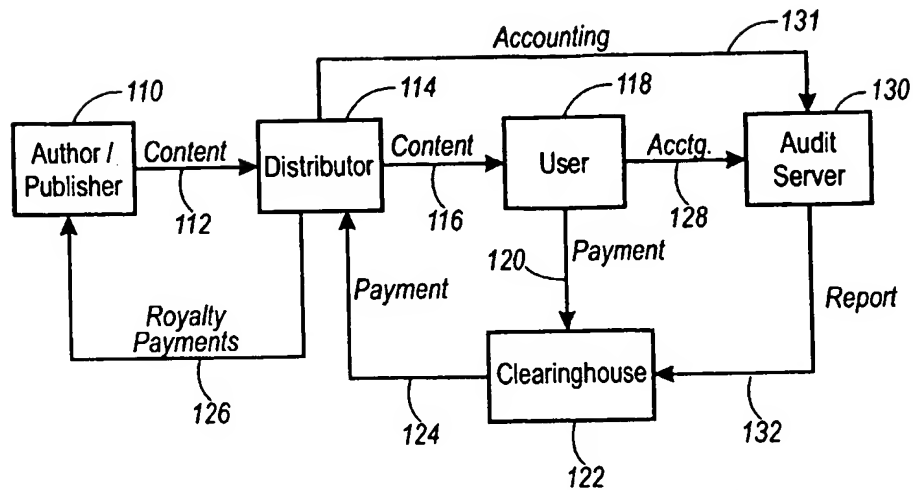 Accounting
131
110
114
118
130
Author /
Publisher
Content
112
Distributor
Content
116
User
Acctg.
128
Audit
Server
120
Payment
Payment
Report
Royalty
Payments
126
Clearinghouse
124
132
122